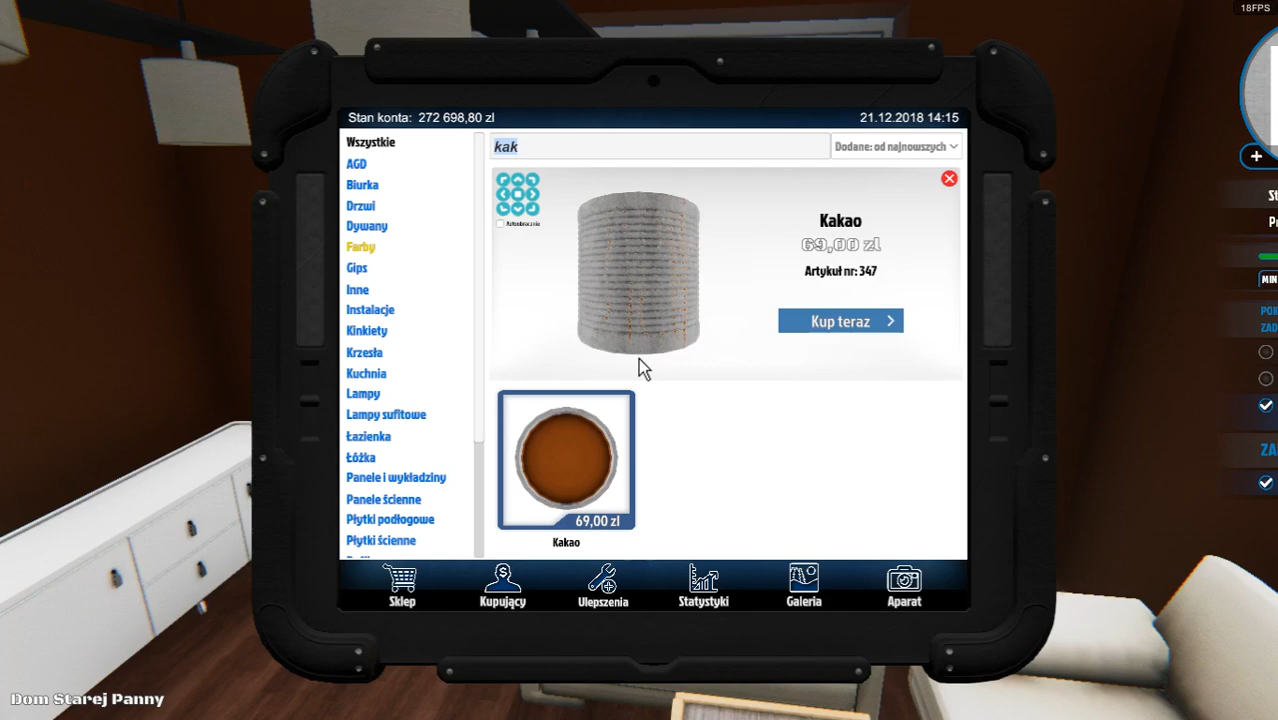 18FPS
Stan konta: 272 698,80 zł
21.12.2018 14:15
Wszystkie
AGD
Biurka
Drzwi
Dywany
Farby
Gips
Inne
Instalacje
Kinkiety
Krzesła
Kuchnia
Lampy
Lampy sufitowe
Łazienka
Łóżka
Panele i wykładziny
Panele ścienne
Płytki podłogowe
Płytki ścienne
kak
Dodane: od najnowszych
Kakao
69,00 zł
Artykuł nr: 347
Kup teraz
69,00 zł
Kakao
Sklep
Kupujący
Ulepszenia
Statystyki
Galeria
Aparat
MIN
Dom Starej Panny